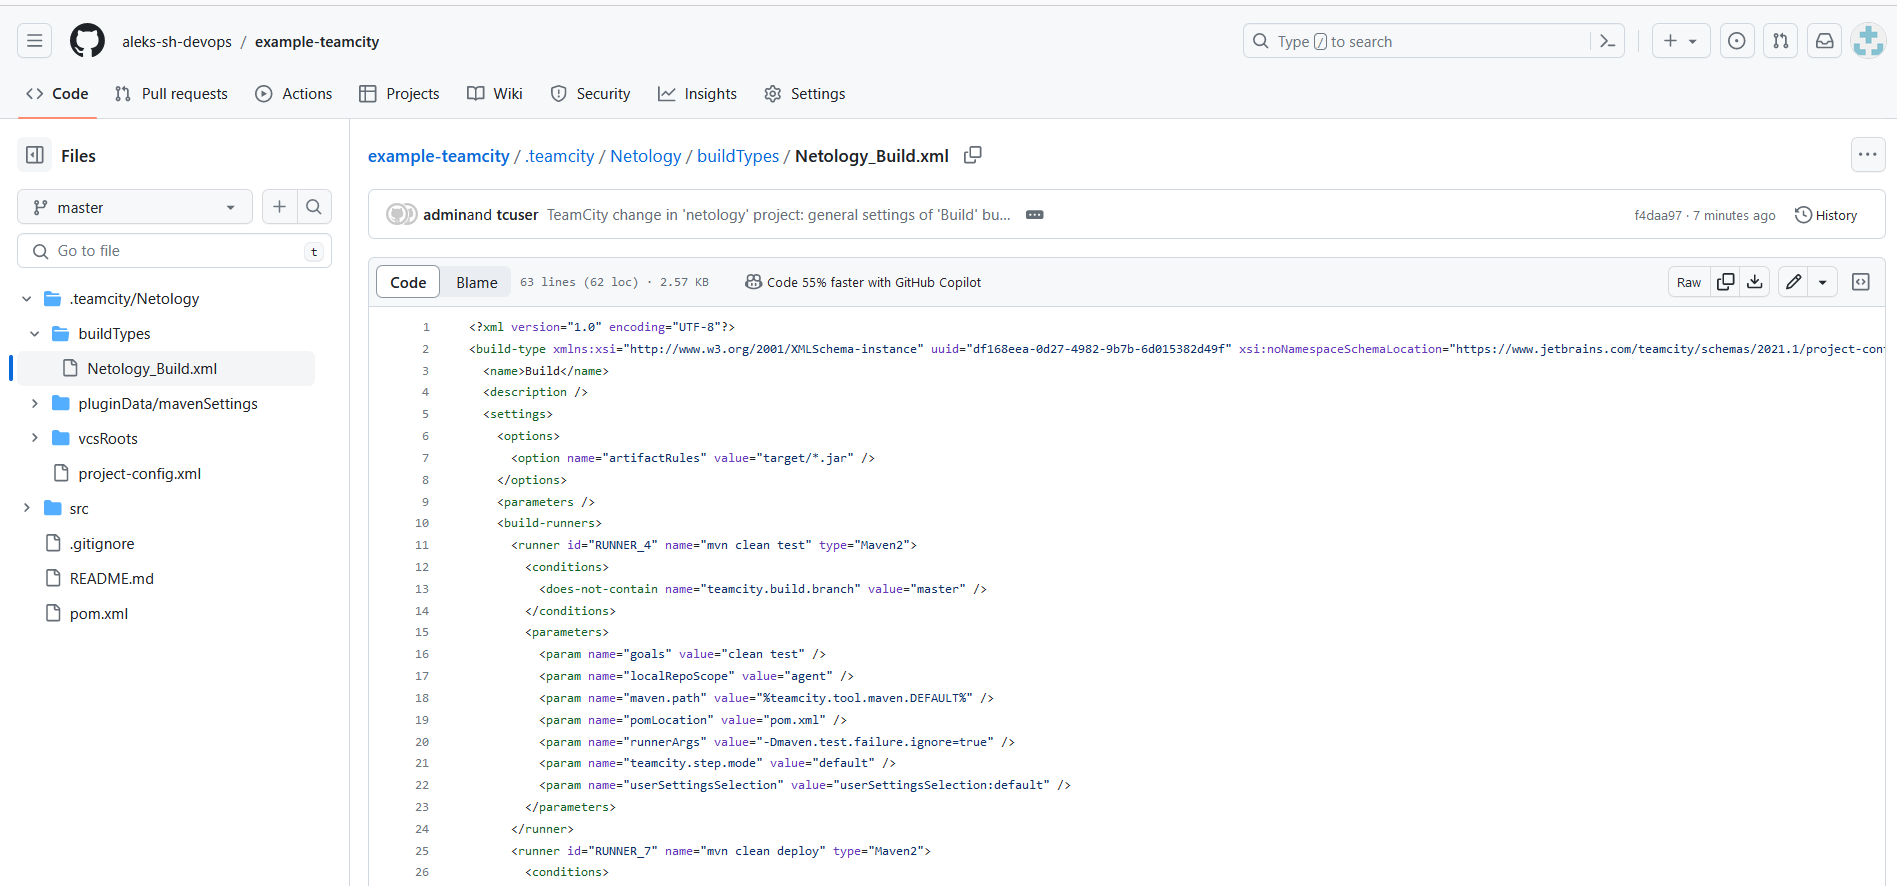 aleks-sh-devops / example-teamcity
Type / to search
Code
Pull requests
Actions
Projects
Wiki
Security
Insights
Settings
Files
master
Go to file
t
.teamcity/Netology
buildTypes
Netology_Build.xml
pluginData/mavenSettings
vcsRoots
project-config.xml
src
.gitignore
README.md
pom.xml
example-teamcity / .teamcity / Netology / buildTypes / Netology_Build.xml
adminand tcuser TeamCity change in 'netology' project: general settings of 'Build' bu...
f4daa97 · 7 minutes ago
History
Code
Blame
63 lines (62 loc) · 2.57 KB
Code 55% faster with GitHub Copilot
Raw
1 <?xml version="1.0" encoding="UTF-8"?>
2 <build-type xmlns:xsi="http://www.w3.org/2001/XMLSchema-instance" uuid="df168eea-0d27-4982-9b7b-6d015382d49f" xsi:noNamespaceSchemaLocation="https://www.jetbrains.com/teamcity/schemas/2021.1/project-con
3 <name>Build</name>
4 <description />
5 <settings>
6 <options>
7 <option name="artifactRules" value="target/*.jar" />
8 </options>
9 <parameters />
10 <build-runners>
11 <runner id="RUNNER_4" name="mvn clean test" type="Maven2">
12 <conditions>
13 <does-not-contain name="teamcity.build.branch" value="master" />
14 </conditions>
15 <parameters>
16 <param name="goals" value="clean test" />
17 <param name="localRepoScope" value="agent" />
18 <param name="maven.path" value="%teamcity.tool.maven.DEFAULT%" />
19 <param name="pomLocation" value="pom.xml" />
20 <param name="runnerArgs" value="-Dmaven.test.failure.ignore=true" />
21 <param name="teamcity.step.mode" value="default" />
22 <param name="userSettingsSelection" value="userSettingsSelection:default" />
23 </parameters>
24 </runner>
25 <runner id="RUNNER_7" name="mvn clean deploy" type="Maven2">
26 <conditions>